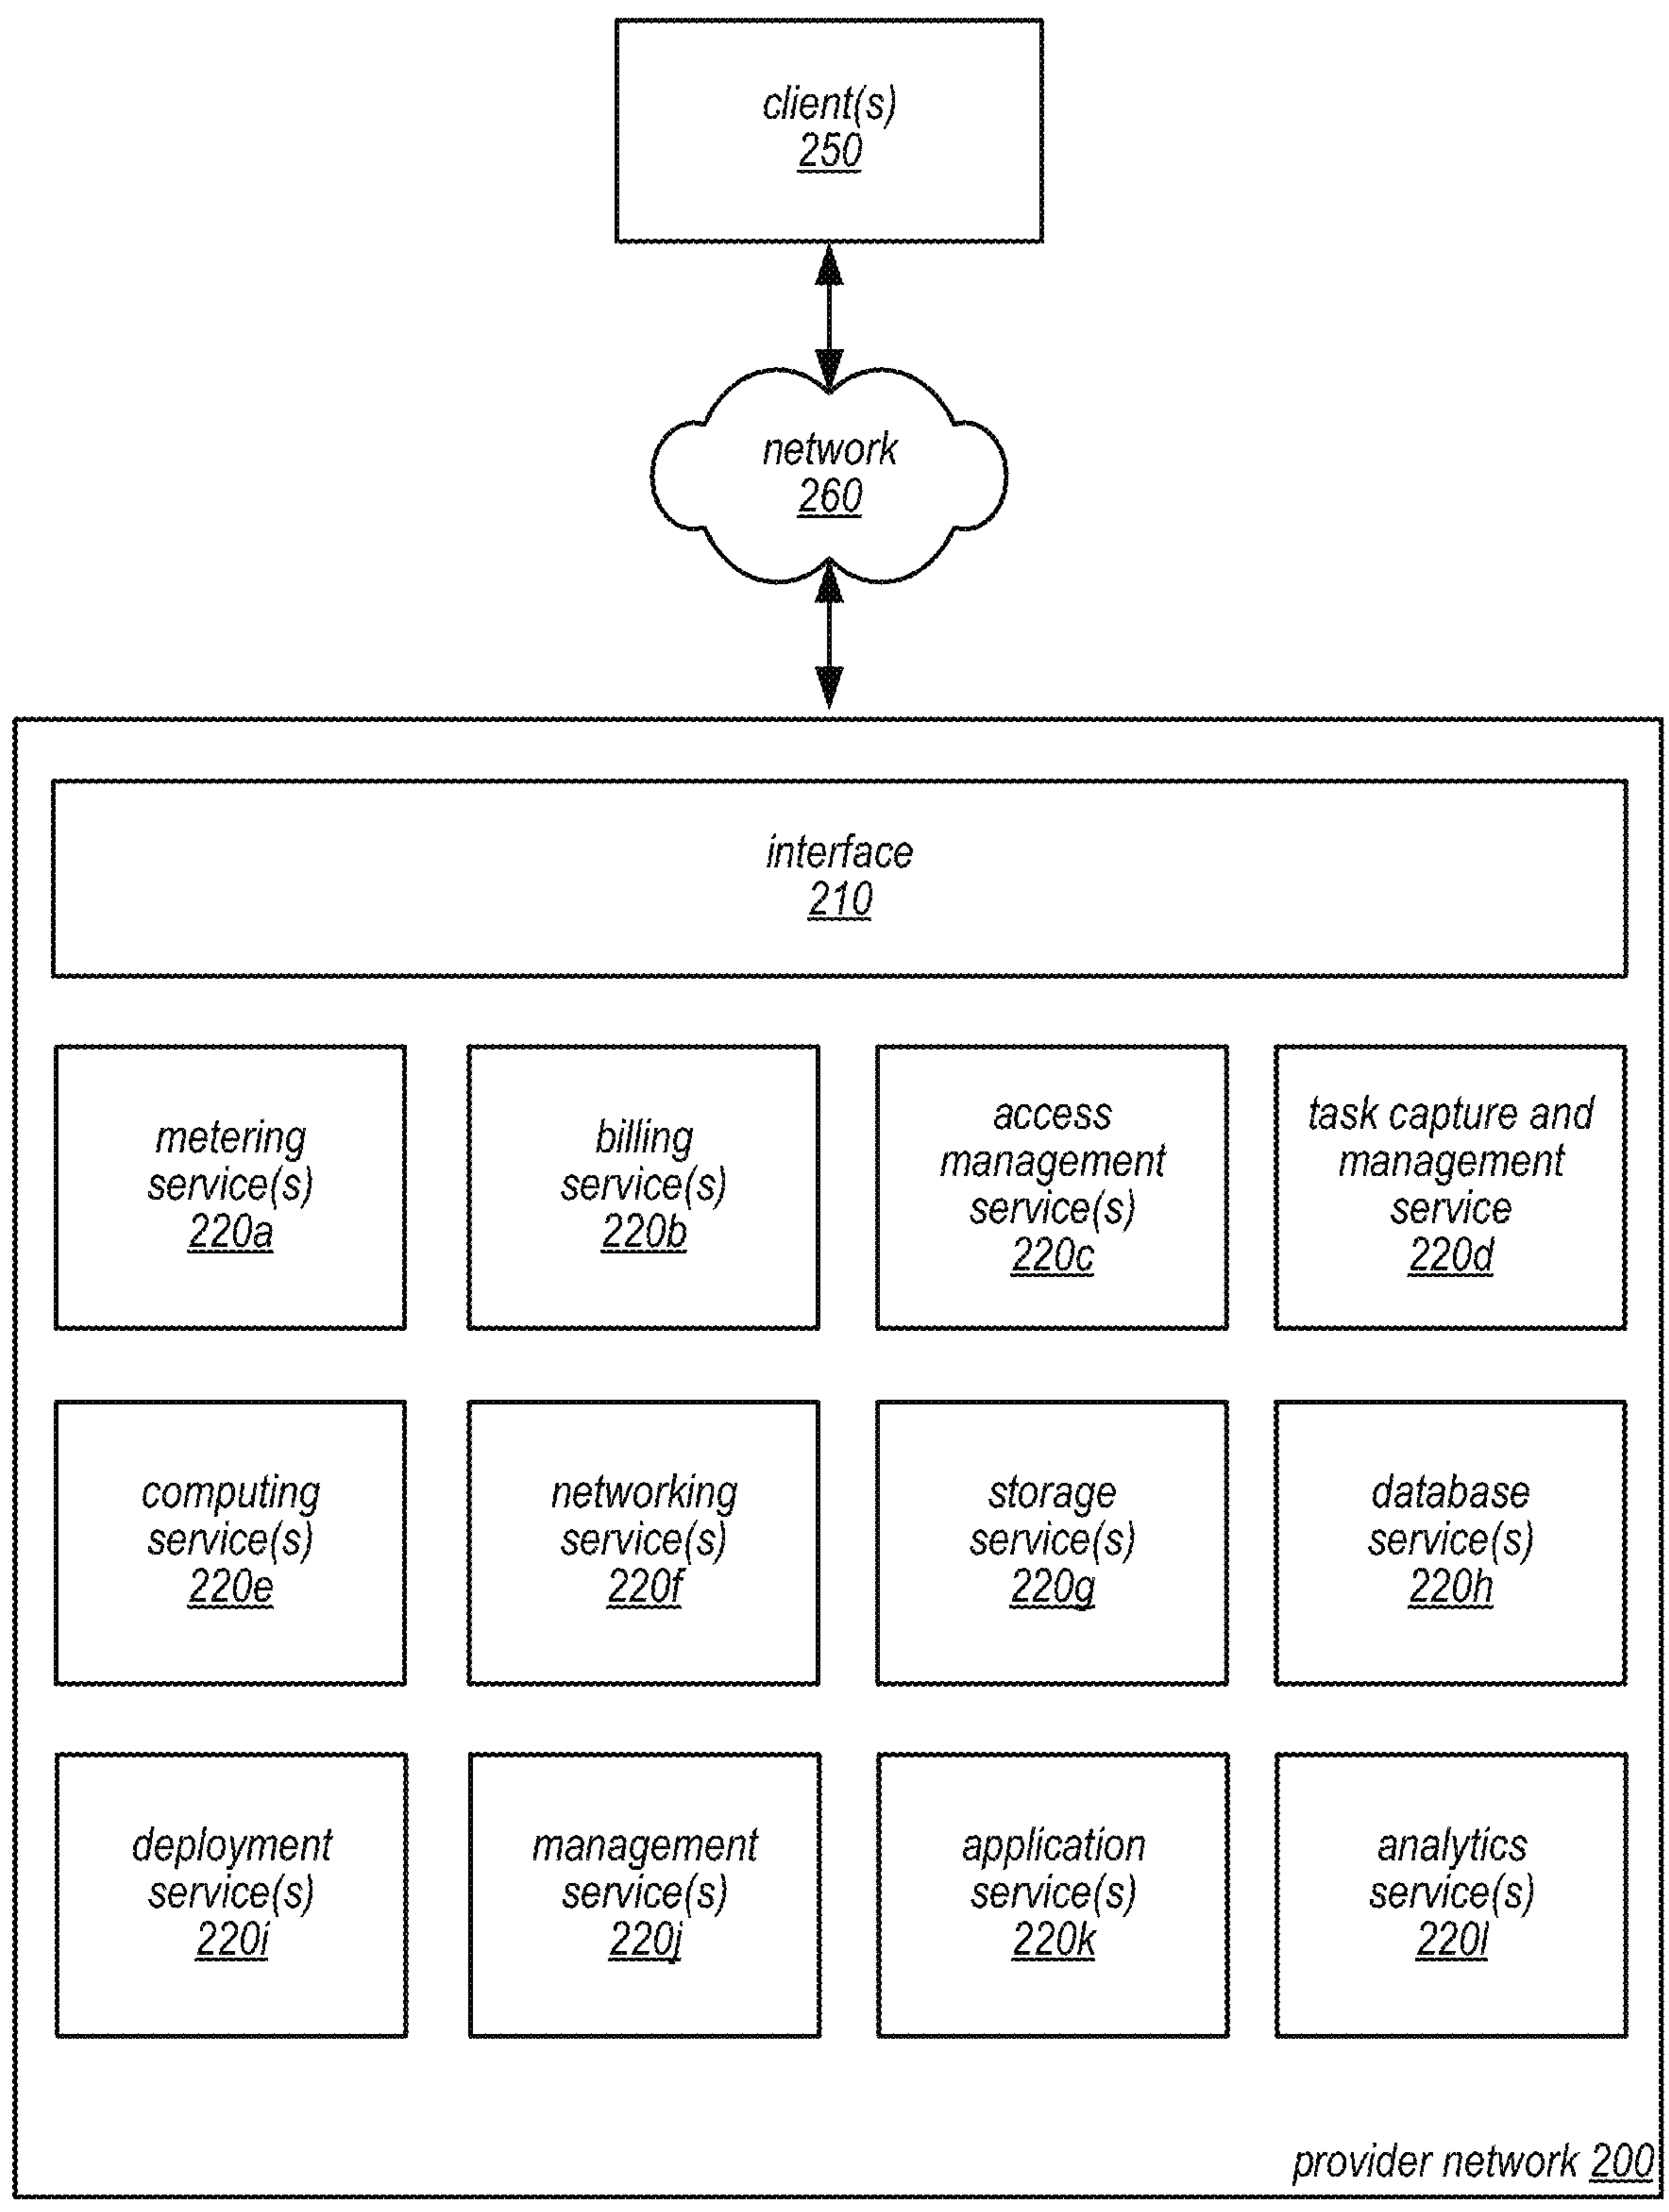 client(s)
250
network
260
interface
210
metering
service(s)
220a
billing
service(s)
220b
access
management
service(s)
220c
task capture and
management
service
220d
computing
service(s)
220e
networking
service(s)
220f
storage
service(s)
220g
database
service(s)
220h
deployment
service(s)
220i
management
service(s)
220j
application
service(s)
220k
analytics
service(s)
220l
provider network 200